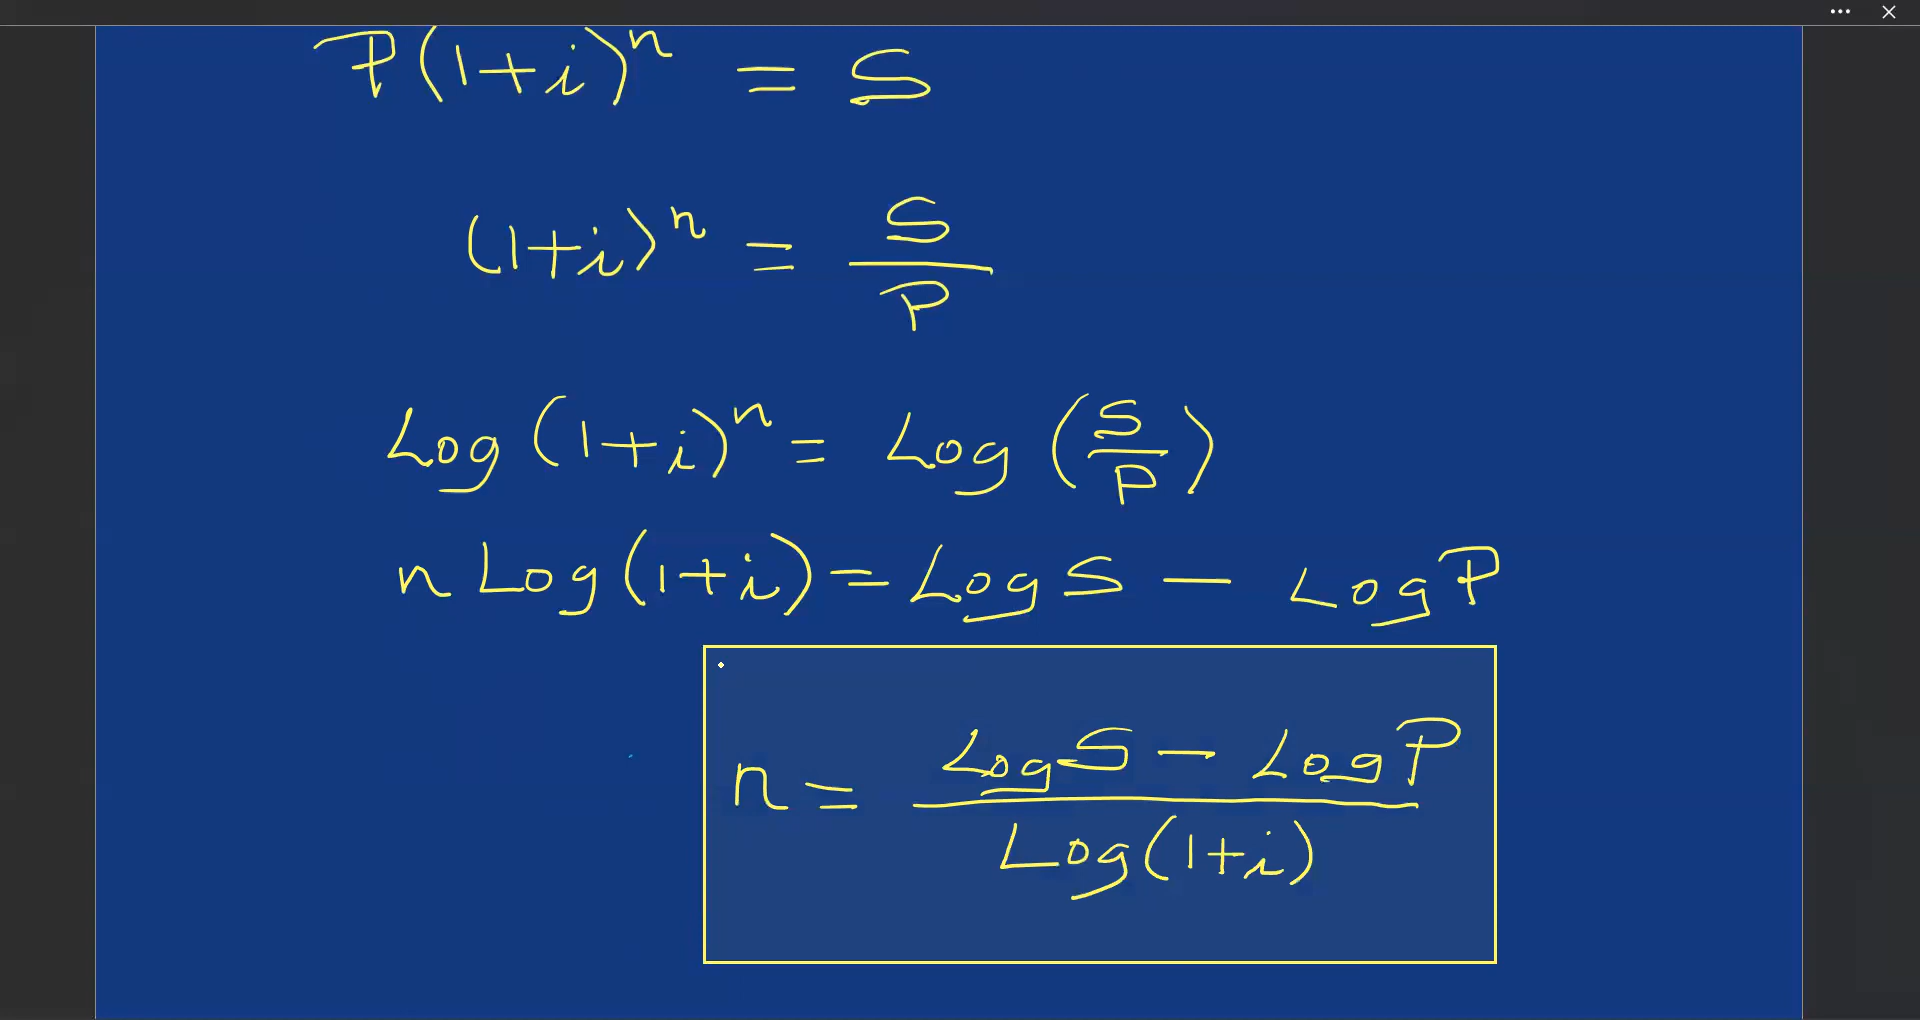 P(1+i)^n = S
(1+i)^n = S/P
Log (1+i)^n = Log (S/P)
n Log(1+i) = Log S − Log P
n = (Log S − Log P) / Log(1+i)